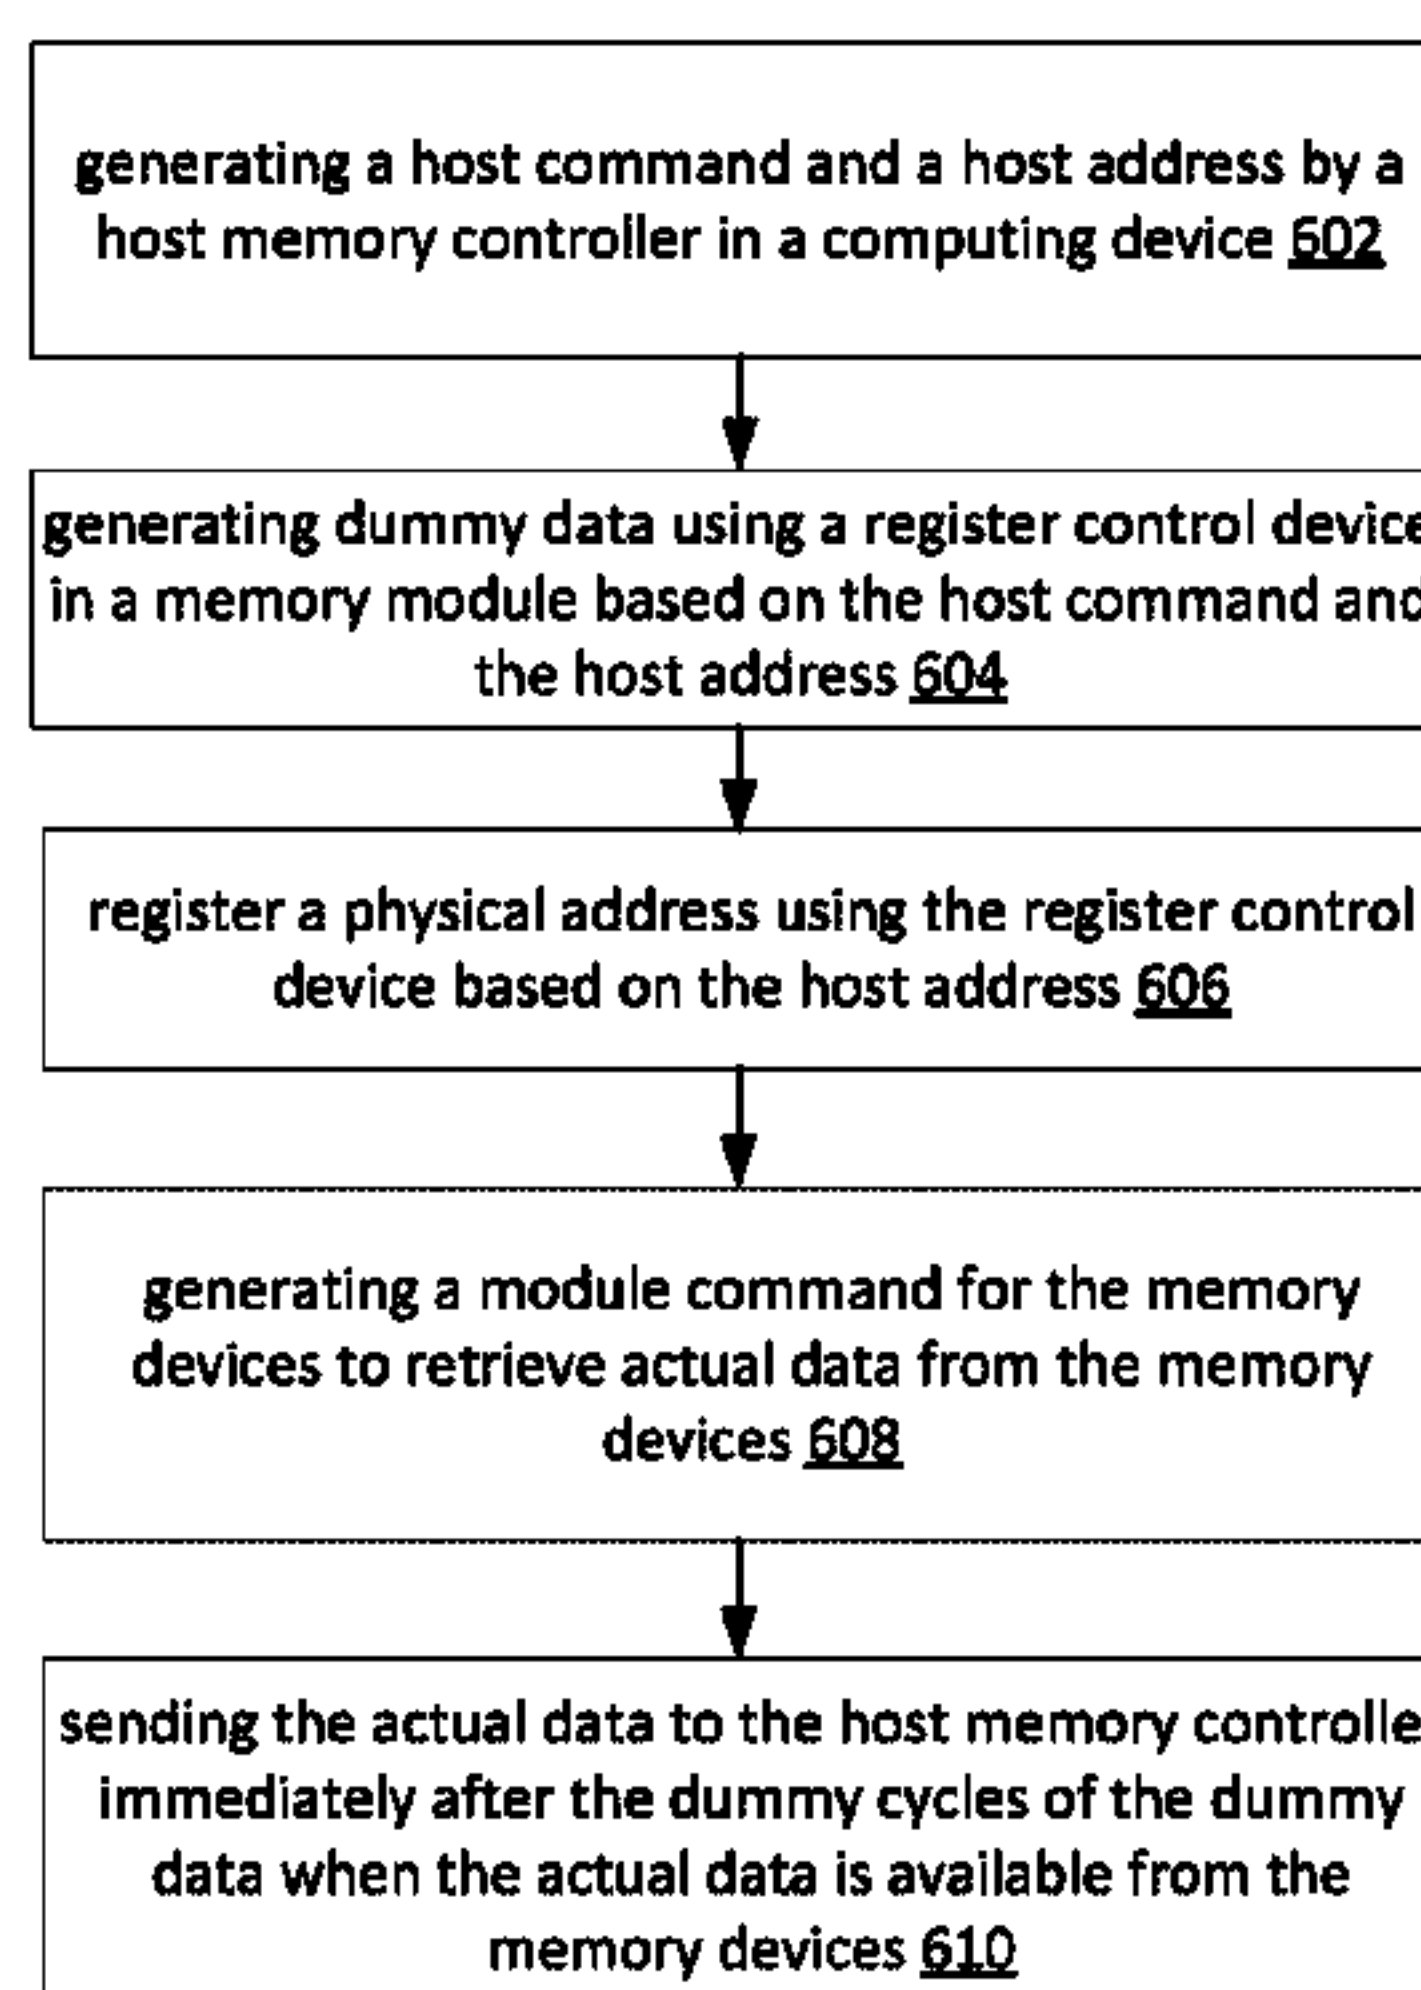 generating a host command and a host address by a
host memory controller in a computing device 602
generating dummy data using a register control device
in a memory module based on the host command and
the host address 604
register a physical address using the register control
device based on the host address 606
generating a module command for the memory
devices to retrieve actual data from the memory
devices 608
sending the actual data to the host memory controlle
immediately after the dummy cycles of the dummy
data when the actual data is available from the
memory devices 610